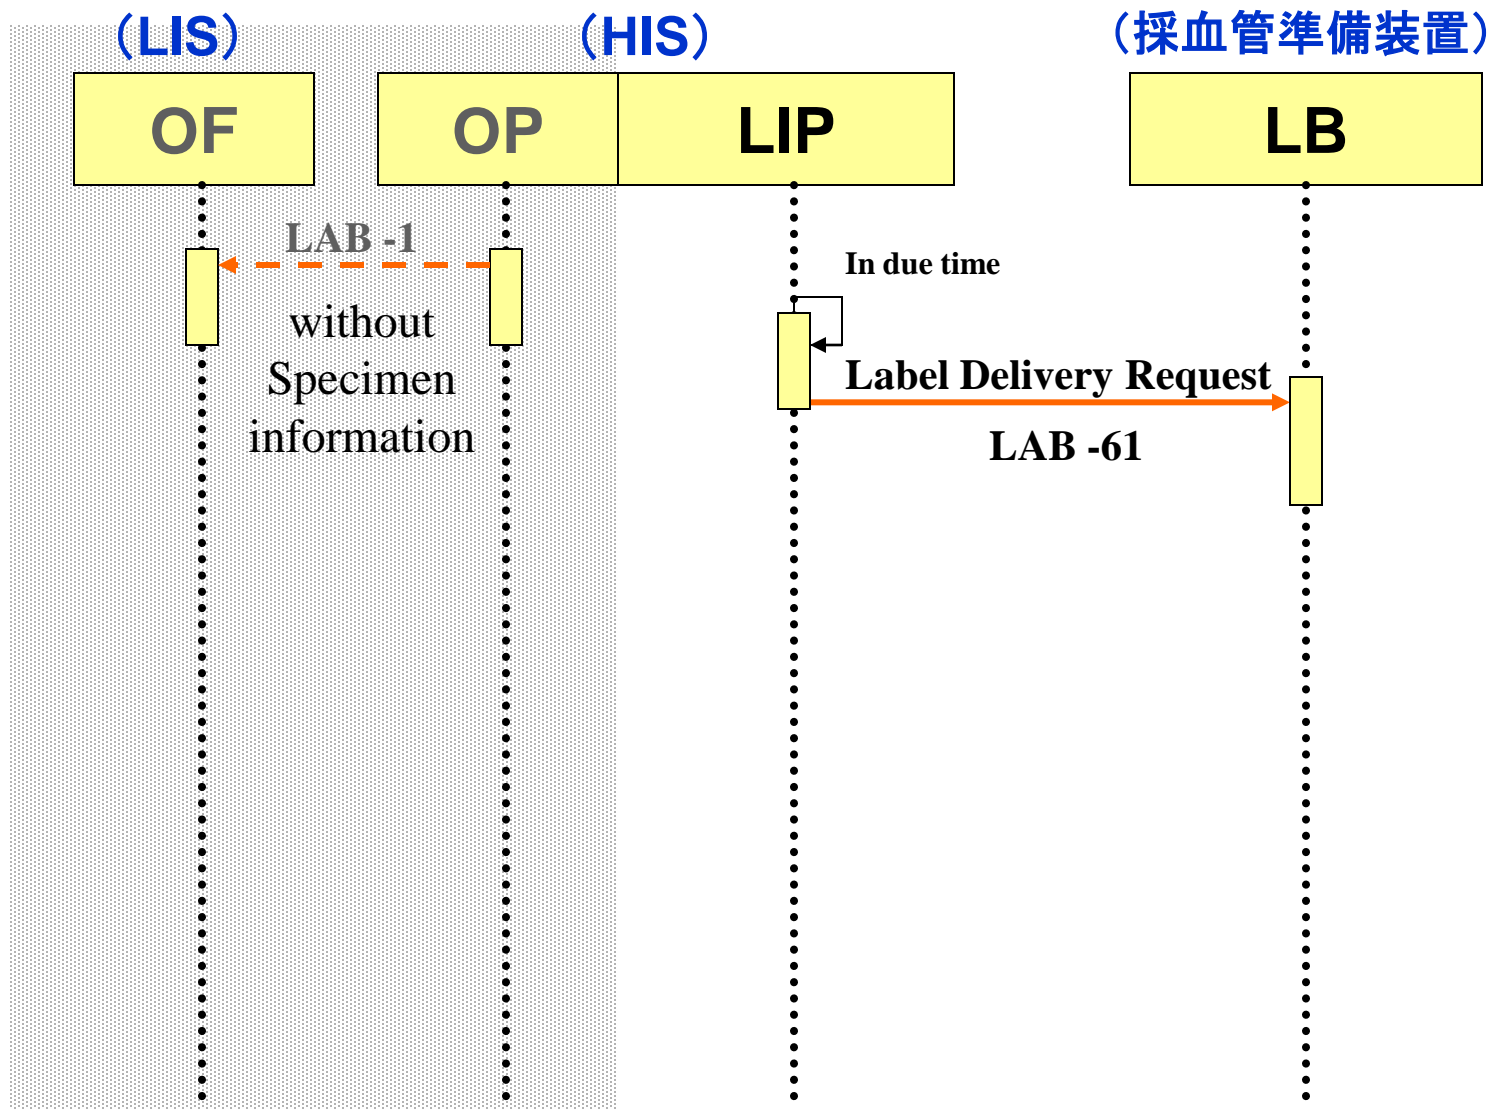 （LIS）
（HIS）
（採血管準備装置）
OF
OP
LIP
LB
LAB -1
without
Specimen
information
In due time
Label Delivery Request
LAB -61